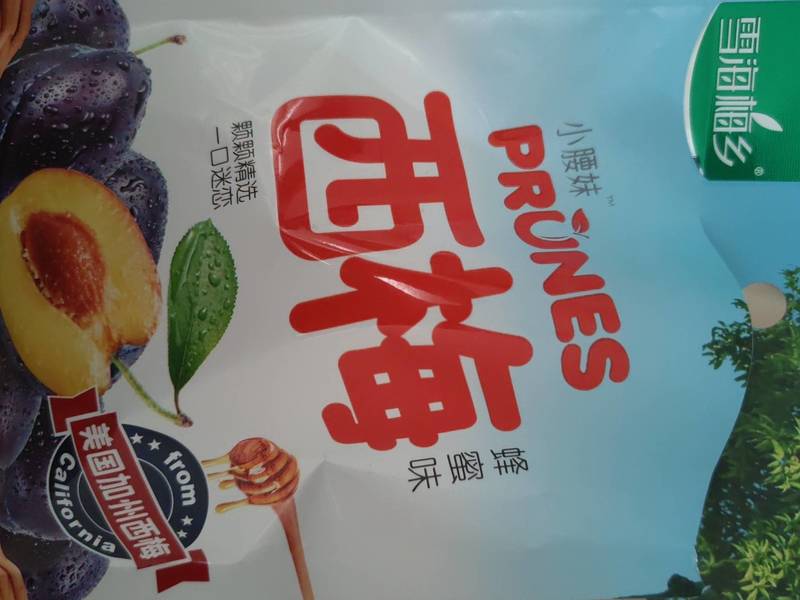 雪海梅乡®
小腰妹™
PRUNES
西梅
蜂蜜味
颗颗精选
一口迷恋
from
美国加州西梅
California